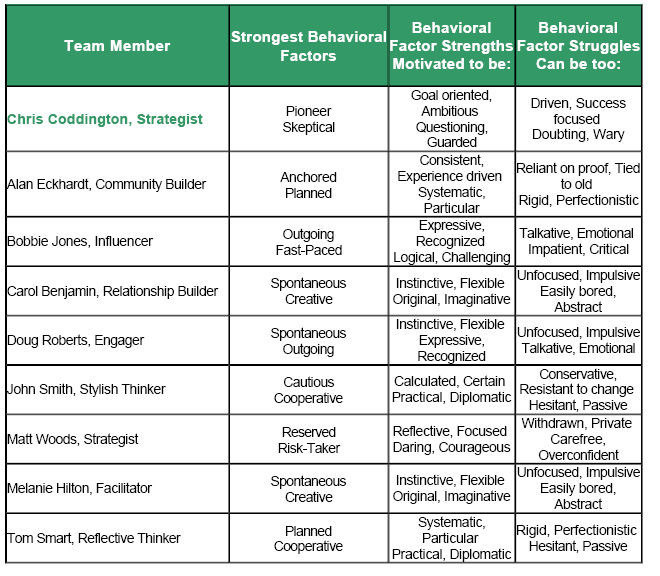 Team Member
Strongest Behavioral
Factors
Behavioral
Factor Strengths
Motivated to be:
Behavioral
Factor Struggles
Can be too:
Chris Coddington, Strategist
Pioneer
Skeptical
Goal oriented,
Ambitious
Questioning,
Guarded
Driven, Success
focused
Doubting, Wary
Alan Eckhardt, Community Builder
Anchored
Planned
Consistent,
Experience driven
Systematic,
Particular
Reliant on proof, Tied
to old
Rigid, Perfectionistic
Bobbie Jones, Influencer
Outgoing
Fast-Paced
Expressive,
Recognized
Logical, Challenging
Talkative, Emotional
Impatient, Critical
Carol Benjamin, Relationship Builder
Spontaneous
Creative
Instinctive, Flexible
Original, Imaginative
Unfocused, Impulsive
Easily bored,
Abstract
Doug Roberts, Engager
Spontaneous
Outgoing
Instinctive, Flexible
Expressive,
Recognized
Unfocused, Impulsive
Talkative, Emotional
John Smith, Stylish Thinker
Cautious
Cooperative
Calculated, Certain
Practical, Diplomatic
Conservative,
Resistant to change
Hesitant, Passive
Matt Woods, Strategist
Reserved
Risk-Taker
Reflective, Focused
Daring, Courageous
Withdrawn, Private
Carefree,
Overconfident
Melanie Hilton, Facilitator
Spontaneous
Creative
Instinctive, Flexible
Original, Imaginative
Unfocused, Impulsive
Easily bored,
Abstract
Tom Smart, Reflective Thinker
Planned
Cooperative
Systematic,
Particular
Practical, Diplomatic
Rigid, Perfectionistic
Hesitant, Passive